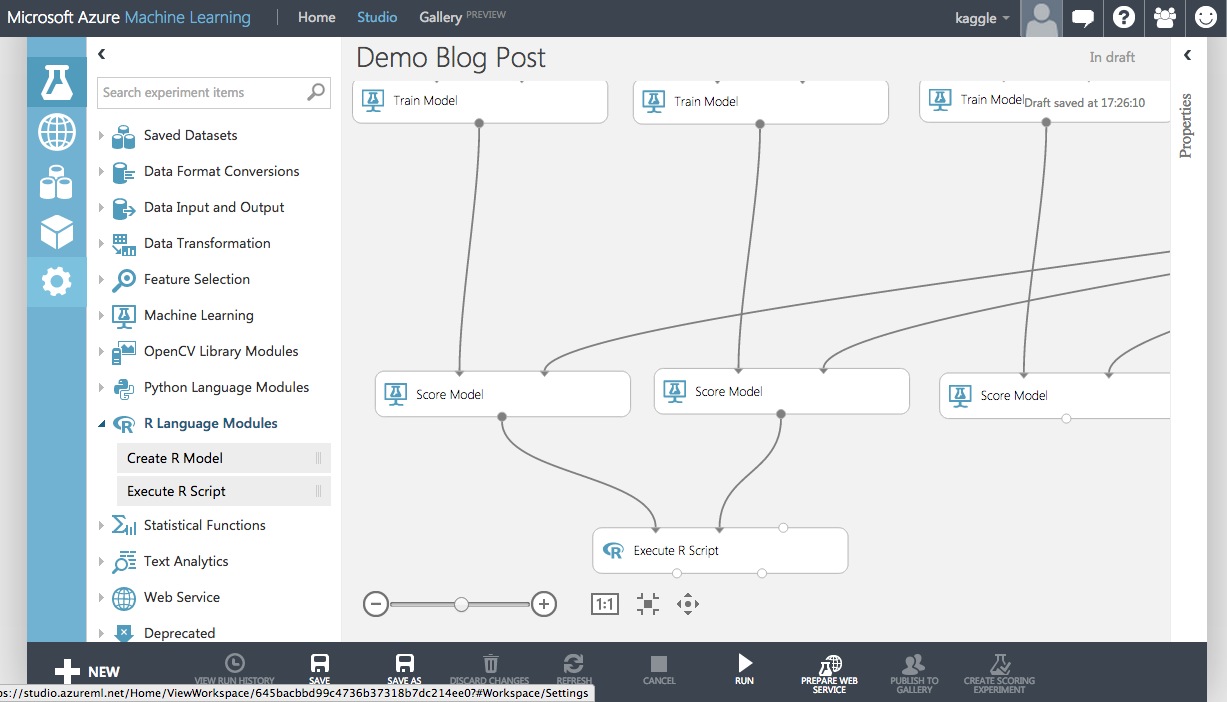 Microsoft Azure Machine Learning
Home
Studio
Gallery PREVIEW
kaggle
Search experiment items
Saved Datasets
Data Format Conversions
Data Input and Output
Data Transformation
Feature Selection
Machine Learning
OpenCV Library Modules
Python Language Modules
R Language Modules
Create R Model
Execute R Script
Statistical Functions
Text Analytics
Web Service
Deprecated
Demo Blog Post
In draft
Draft saved at 17:26:10
Properties
Train Model
Train Model
Train Model
Score Model
Score Model
Score Model
Execute R Script
1:1
NEW
VIEW RUN HISTORY
SAVE
SAVE AS
DISCARD CHANGES
REFRESH
CANCEL
RUN
PREPARE WEB
SERVICE
PUBLISH TO
GALLERY
CREATE SCORING
EXPERIMENT
ps://studio.azureml.net/Home/ViewWorkspace/645bacbbd99c4736b37318b7dc214ee0?#Workspace/Settings